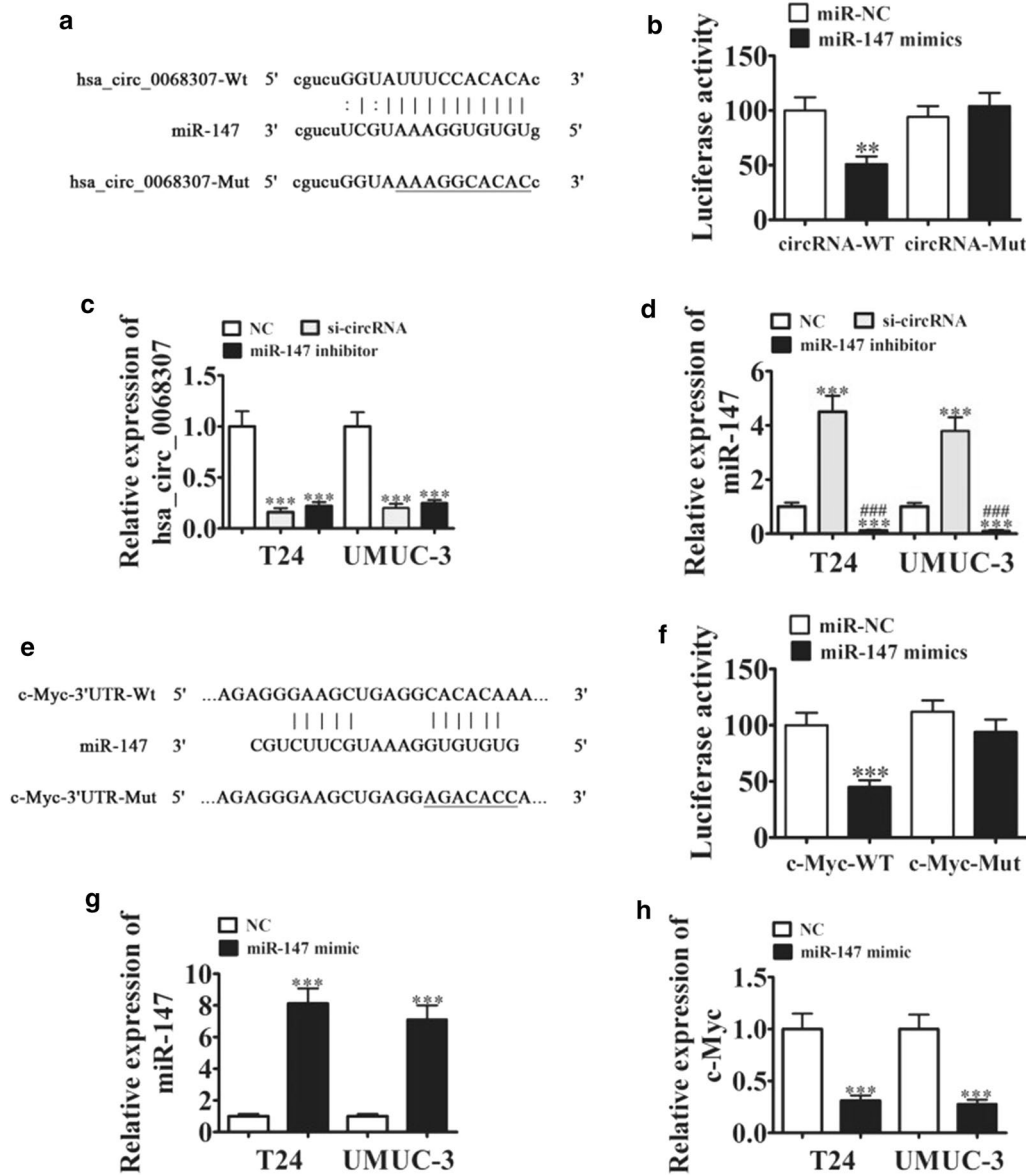 a
hsa_circ_0068307-Wt 5' cgucuGGUAUUUCCACACAc 3'
: | : | | | | | | | | | | |
miR-147 3' cgucuUCGUAAAGGUGUGUg 5'
hsa_circ_0068307-Mut 5' cgucuGGUAAAAGGCACACc 3'
b
miR-NC
miR-147 mimics
Luciferase activity
150
100
50
0
**
circRNA-WT circRNA-Mut
c
NC si-circRNA
miR-147 inhibitor
Relative expression of
hsa_circ_0068307
1.5
1.0
0.5
0.0
*** *** *** ***
T24 UMUC-3
d
NC si-circRNA
miR-147 inhibitor
Relative expression of
miR-147
6
4
2
0
*** ***
### ###
*** ***
T24 UMUC-3
e
c-Myc-3'UTR-Wt 5' ...AGAGGGAAGCUGAGGCACACAAA... 3'
| | | | | | | | | | |
miR-147 3' CGUCUUCGUAAAGGUGUGUG 5'
c-Myc-3'UTR-Mut 5' ...AGAGGGAAGCUGAGGAGACACCA... 3'
f
miR-NC
miR-147 mimics
Luciferase activity
150
100
50
0
***
c-Myc-WT c-Myc-Mut
g
NC
miR-147 mimic
Relative expression of
miR-147
10
8
6
4
2
0
*** ***
T24 UMUC-3
h
NC
miR-147 mimic
Relative expression of
c-Myc
1.5
1.0
0.5
0.0
*** ***
T24 UMUC-3